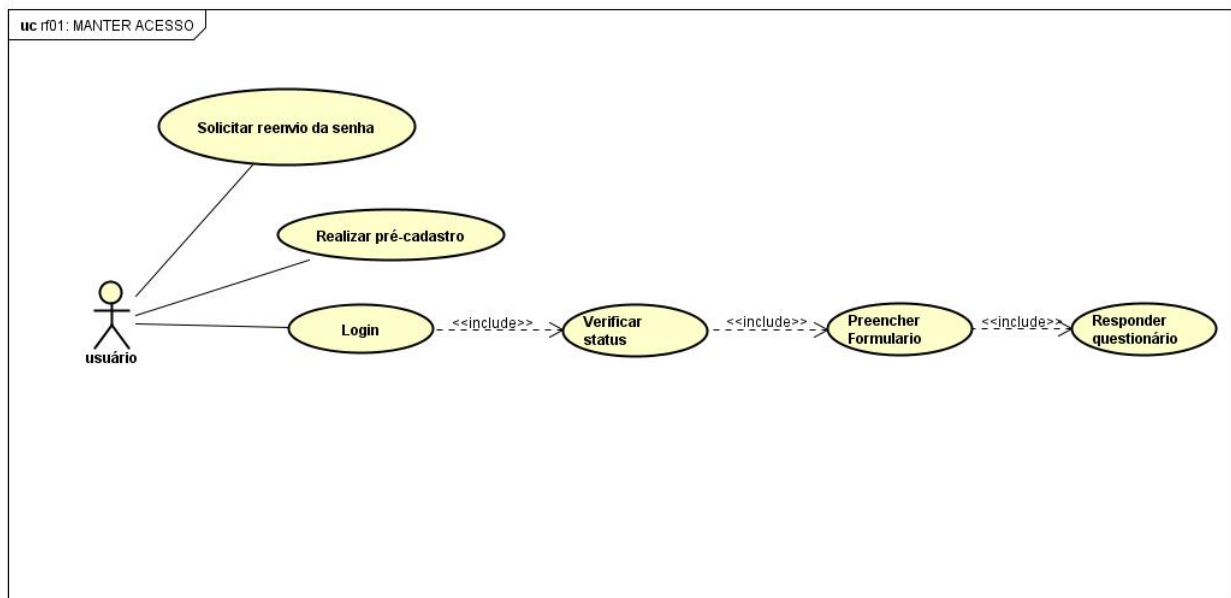 uc rf01: MANTER ACESSO
Solicitar reenvio da senha
Realizar pré-cadastro
usuário
Login
<<include>>
Verificar
status
<<include>>
Preencher
Formulario
<<include>>
Responder
questionário